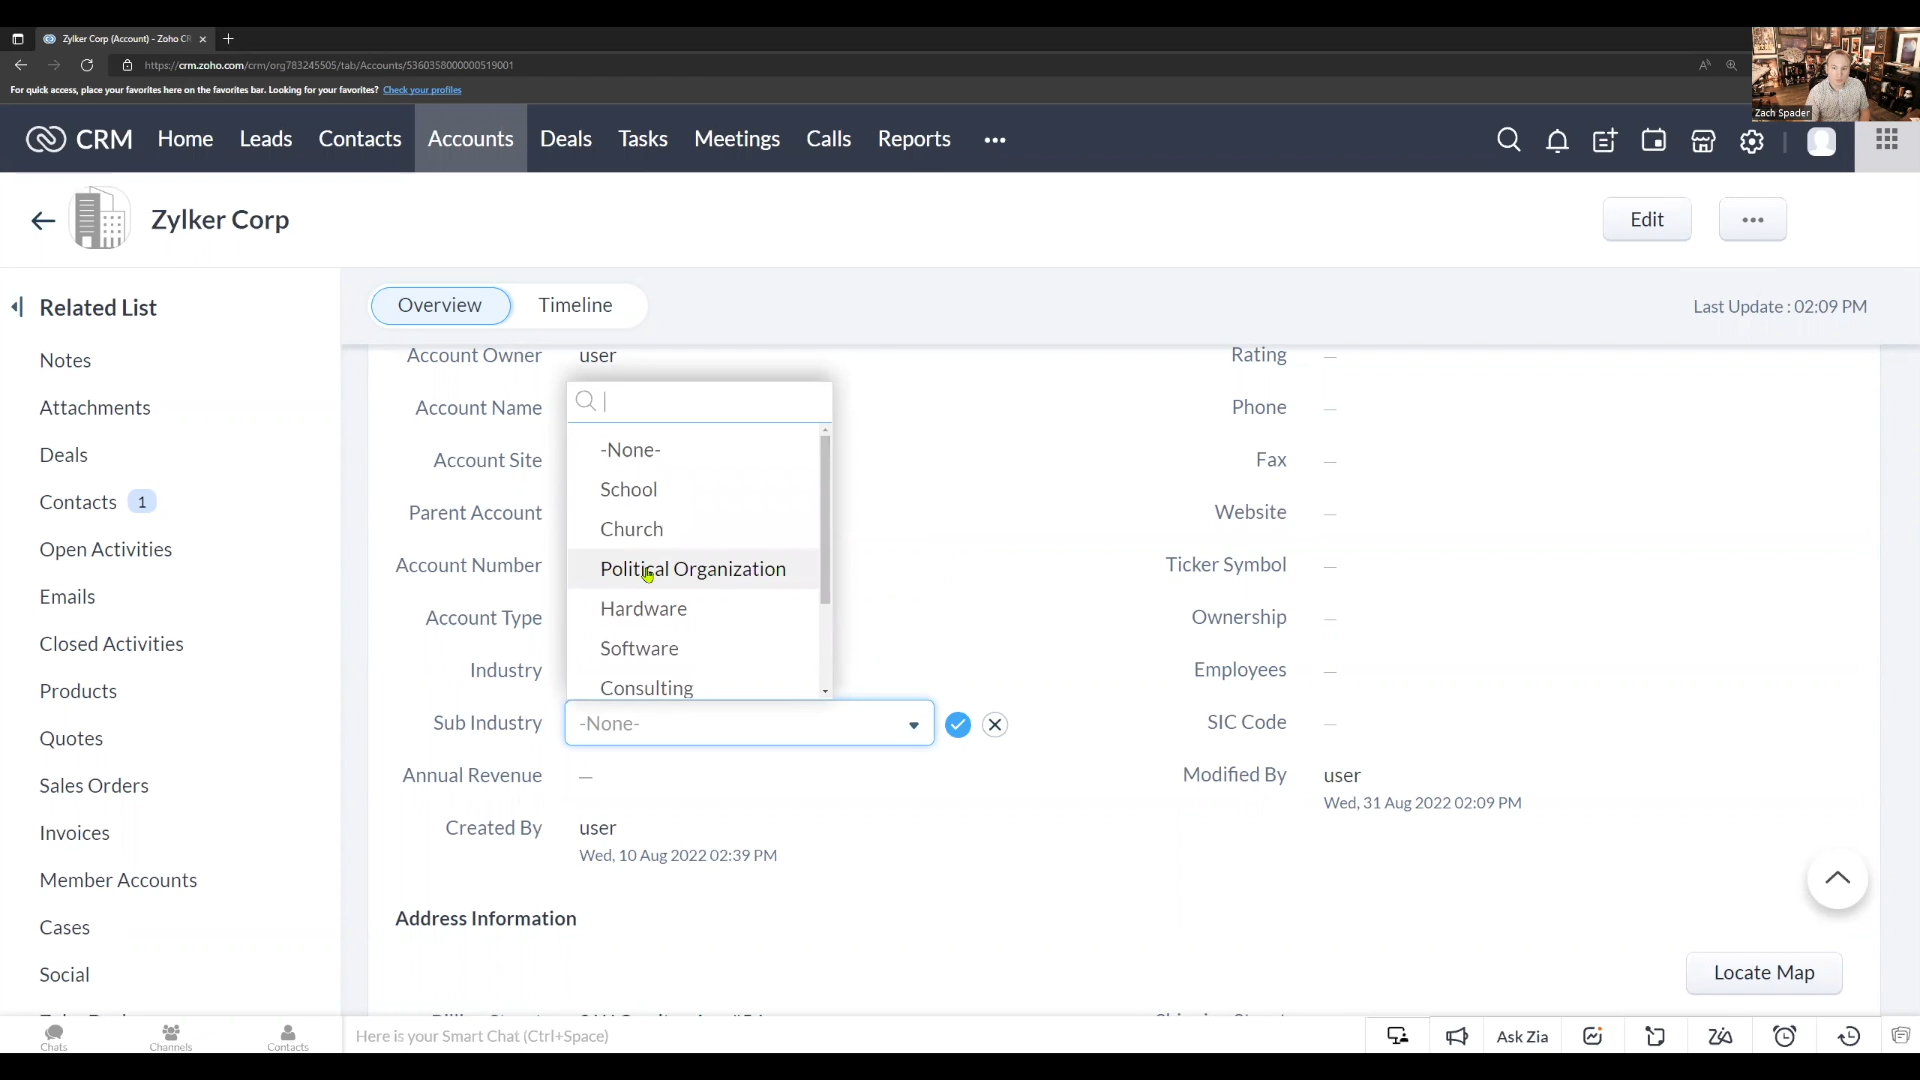 Zylker Corp (Account) - Zoho CR
https://crm.zoho.com/crm/org783245505/tab/Accounts/5360358000000519001
For quick access, place your favorites here on the favorites bar. Looking for your favorites? Check your profiles
Zach Spader
CRM Home Leads Contacts Accounts Deals Tasks Meetings Calls Reports
Zylker Corp
Edit
Related List
Notes
Attachments
Deals
Contacts 1
Open Activities
Emails
Closed Activities
Products
Quotes
Sales Orders
Invoices
Member Accounts
Cases
Social
Overview Timeline
Last Update : 02:09 PM
Account Owner user
Account Name
Account Site
Parent Account
Account Number
Account Type
Industry
Sub Industry -None-
-None-
School
Church
Political Organization
Hardware
Software
Consulting
Annual Revenue —
Created By user
Wed, 10 Aug 2022 02:39 PM
Rating —
Phone —
Fax —
Website —
Ticker Symbol —
Ownership —
Employees —
SIC Code —
Modified By user
Wed, 31 Aug 2022 02:09 PM
Address Information
Locate Map
Chats Channels Contacts
Here is your Smart Chat (Ctrl+Space)
Ask Zia